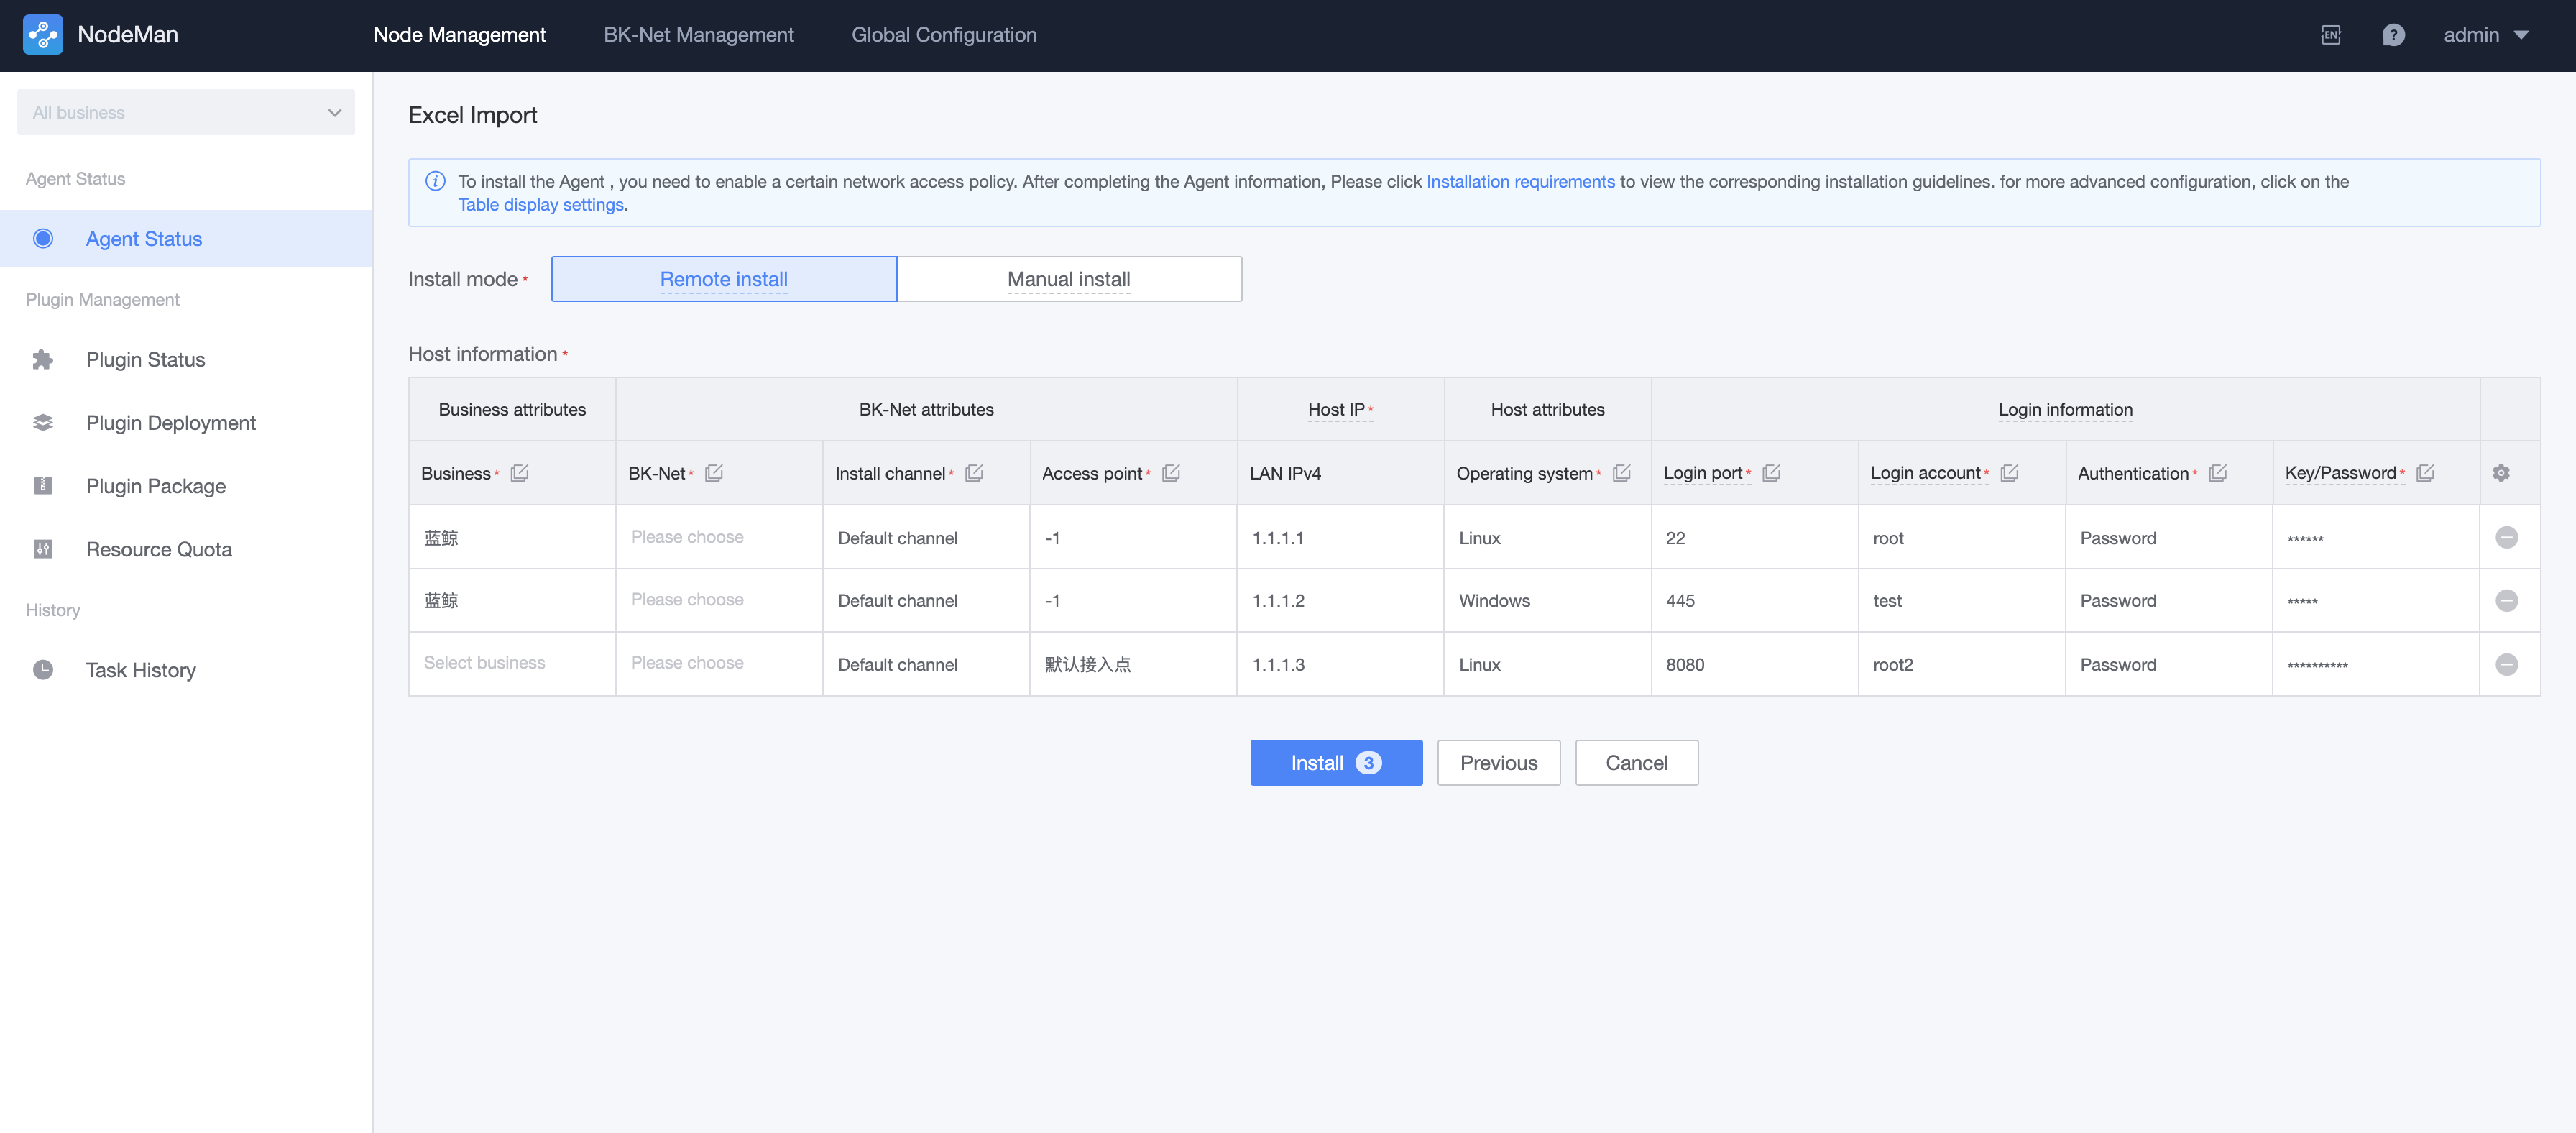 NodeMan
Node Management
BK-Net Management
Global Configuration
EN
?
admin
All business
Agent Status
Agent Status
Plugin Management
Plugin Status
Plugin Deployment
Plugin Package
Resource Quota
History
Task History
Excel Import
To install the Agent , you need to enable a certain network access policy. After completing the Agent information, Please click Installation requirements to view the corresponding installation guidelines. for more advanced configuration, click on the
Table display settings.
Install mode * Remote install Manual install
Host information *
Business attributes BK-Net attributes Host IP * Host attributes Login information
Business * BK-Net * Install channel * Access point * LAN IPv4 Operating system * Login port * Login account * Authentication * Key/Password *
蓝鲸 Please choose Default channel -1 1.1.1.1 Linux 22 root Password ******
蓝鲸 Please choose Default channel -1 1.1.1.2 Windows 445 test Password *****
Select business Please choose Default channel 默认接入点 1.1.1.3 Linux 8080 root2 Password **********
Install 3 Previous Cancel